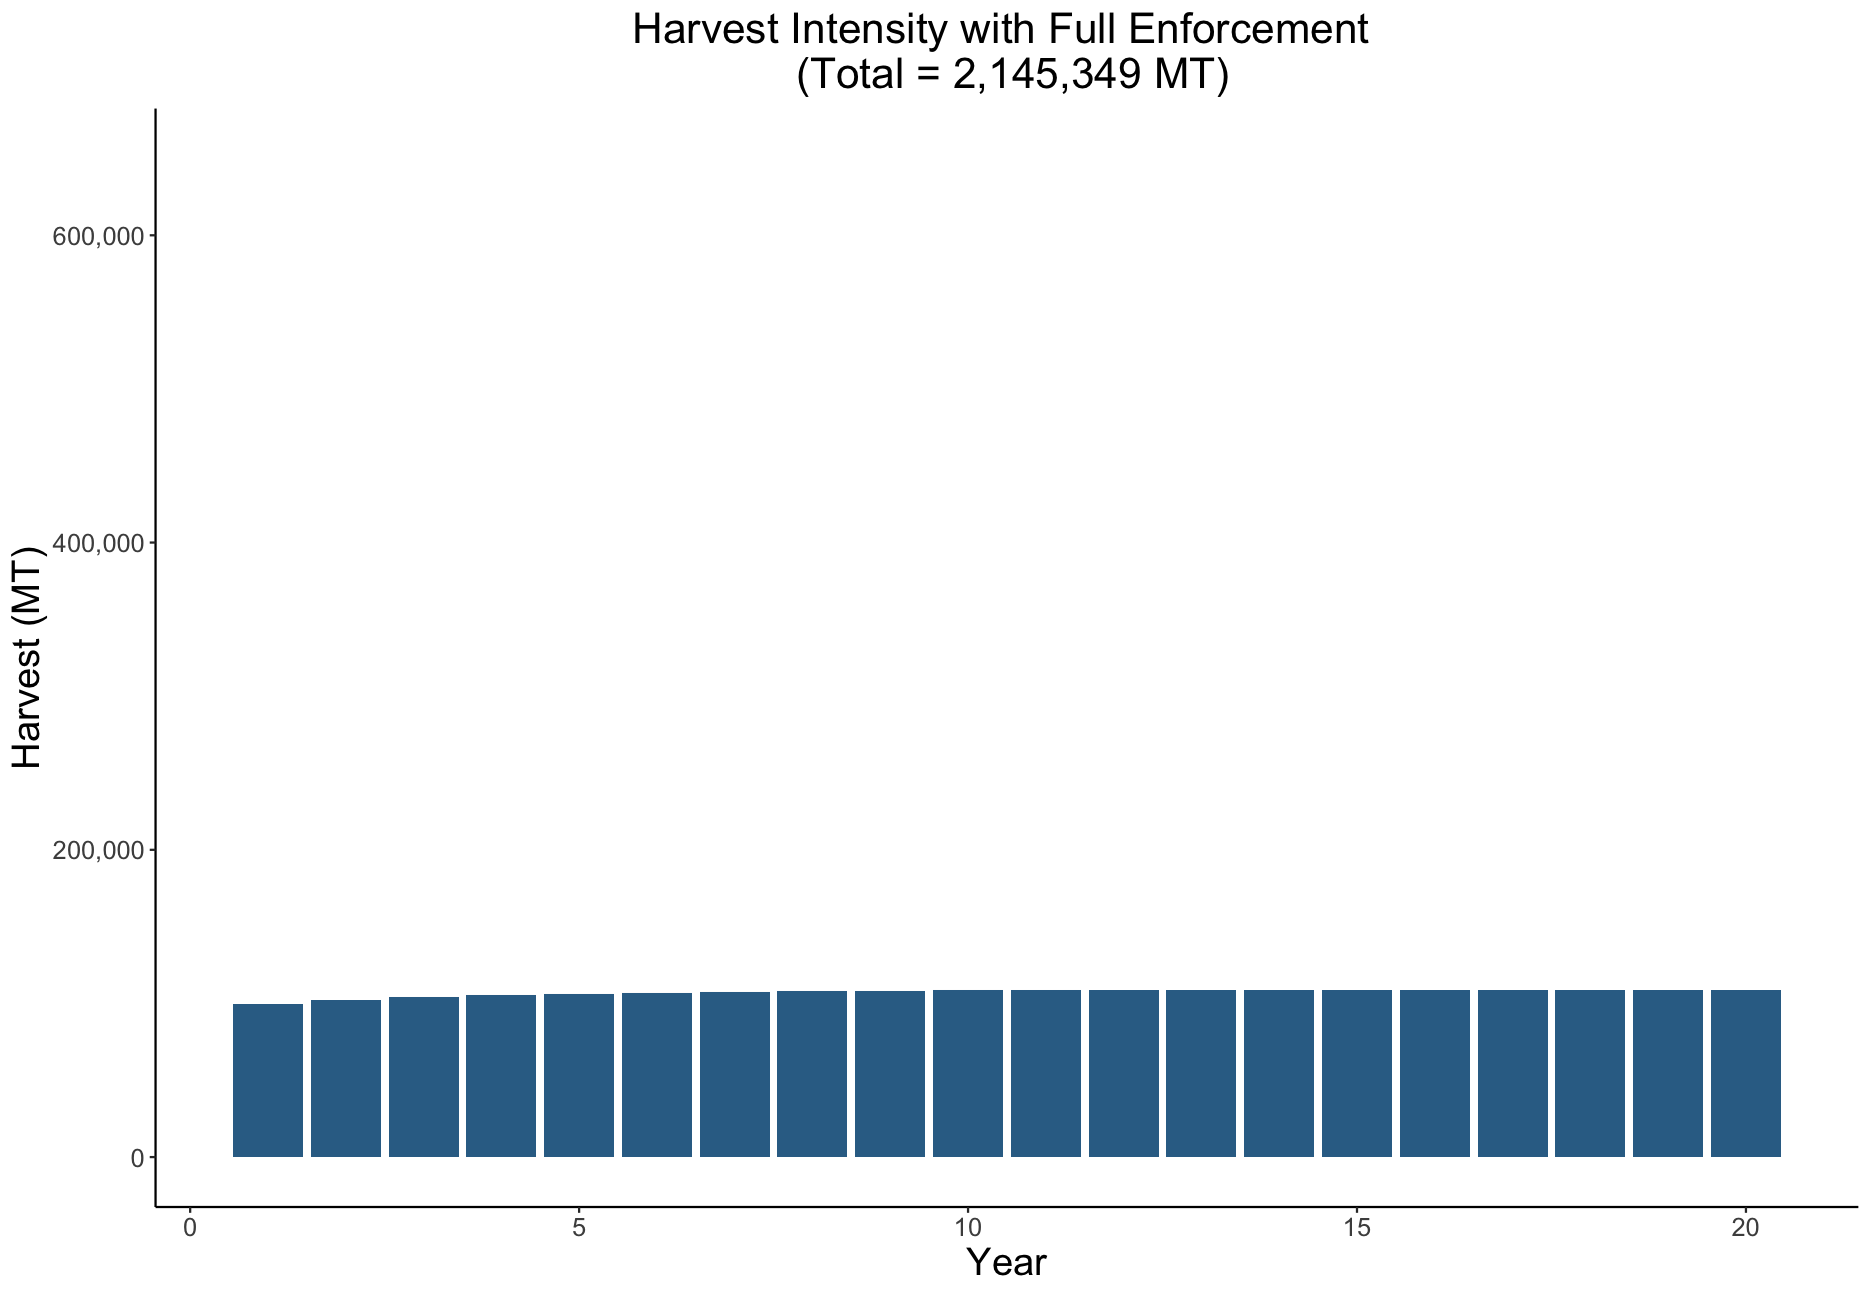 Harvest Intensity with Full Enforcement
(Total = 2,145,349 MT)
Harvest (MT)
600,000
400,000
200,000
0
0 5 10 15 20
Year